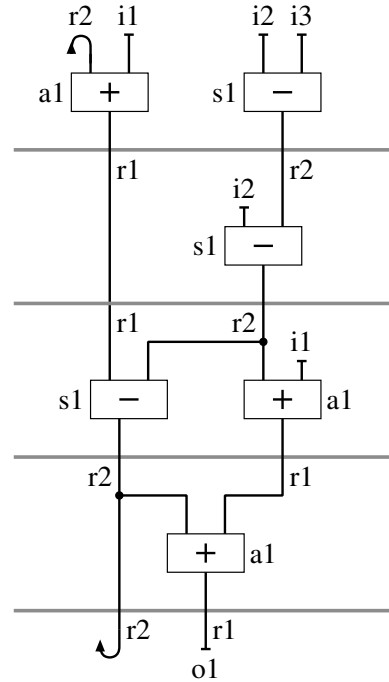 r2 i1 i2 i3
a1 + s1 −
r1 r2
i2
s1 −
r1 r2 i1
s1 − + a1
r2 r1
+ a1
r2 r1
o1